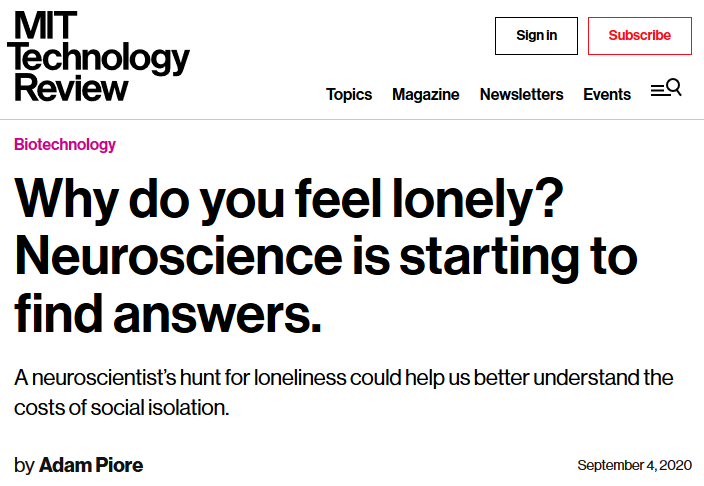 MIT
Technology
Review
Sign in
Subscribe
Topics Magazine Newsletters Events
Biotechnology
Why do you feel lonely?
Neuroscience is starting to
find answers.
A neuroscientist's hunt for loneliness could help us better understand the
costs of social isolation.
by Adam Piore
September 4, 2020